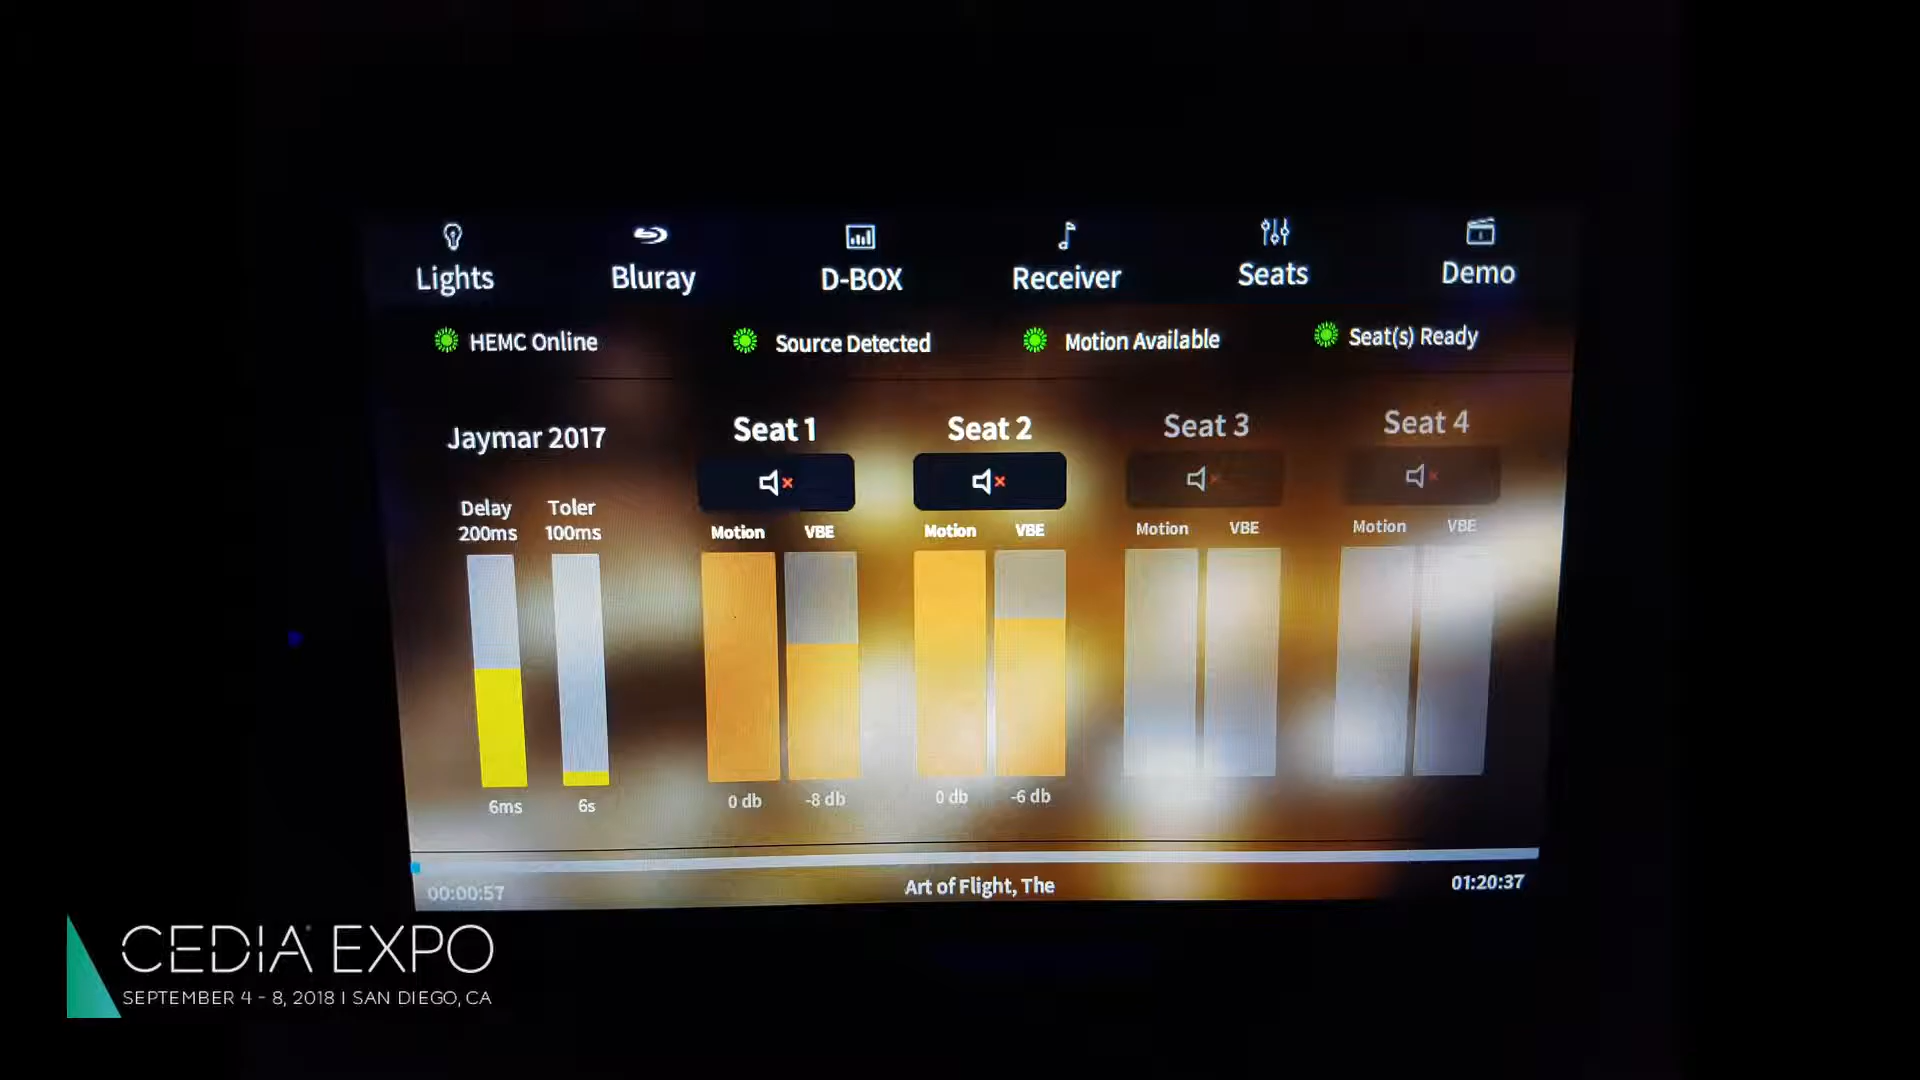 Lights Bluray D-BOX Receiver Seats Demo
HEMC Online Source Detected Motion Available Seat(s) Ready
Jaymar 2017
Seat 1 Seat 2 Seat 3 Seat 4
Delay Toler
200ms 100ms
Motion VBE Motion VBE Motion VBE Motion VBE
6ms 6s 0 db -8 db 0 db -6 db
00:00:57 Art of Flight, The 01:20:37
CEDIA EXPO
SEPTEMBER 4 - 8, 2018 | SAN DIEGO, CA